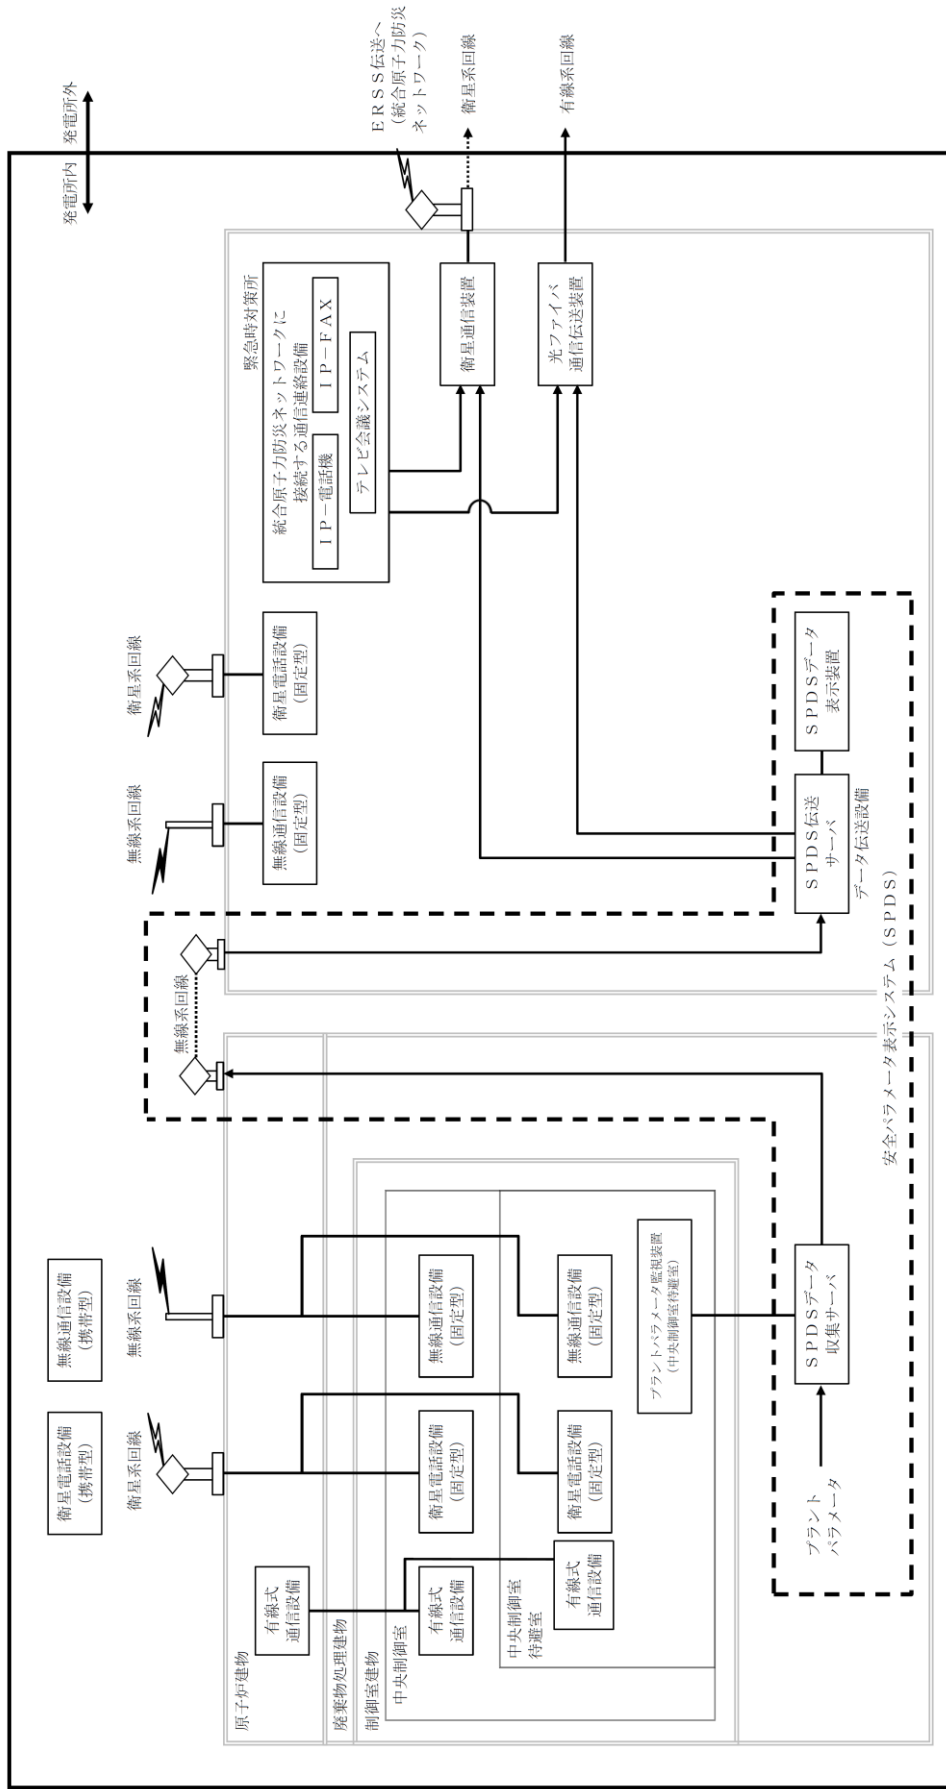 発電所内
発電所外
ERSS伝送へ
(統合原子力防災
ネットワーク)
衛星系回線
有線系回線
緊急時対策所
統合原子力防災ネットワークに
接続する通信連絡設備
IP-電話機
IP-FAX
テレビ会議システム
衛星通信装置
光ファイバ
通信伝送装置
衛星系回線
衛星電話設備
(固定型)
無線系回線
無線通信設備
(固定型)
SPDSデータ
表示装置
SPDS伝送
サーバ
データ伝送設備
無線系回線
安全パラメータ表示システム(SPDS)
無線通信設備
(携帯型)
無線系回線
衛星電話設備
(携帯型)
衛星系回線
原子炉建物
有線式
通信設備
廃棄物処理建物
制御室建物
中央制御室
有線式
通信設備
衛星電話設備
(固定型)
無線通信設備
(固定型)
中央制御室
待避室
有線式
通信設備
衛星電話設備
(固定型)
無線通信設備
(固定型)
プラントパラメータ監視装置
(中央制御室待避室)
プラント
パラメータ
SPDSデータ
収集サーバ